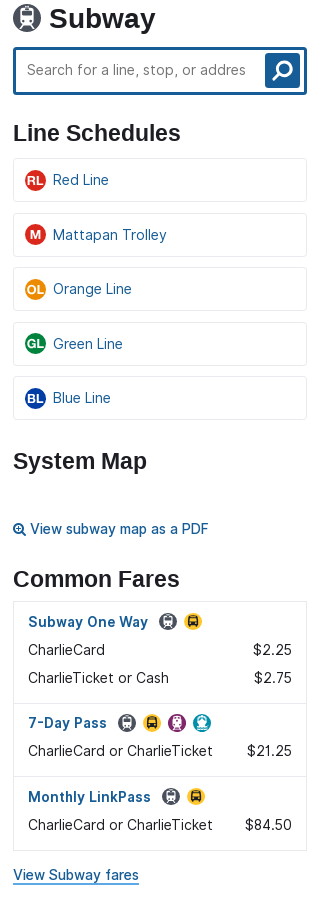 Subway
Search for a line, stop, or addres
Line Schedules
RL Red Line
M Mattapan Trolley
OL Orange Line
GL Green Line
BL Blue Line
System Map
View subway map as a PDF
Common Fares
Subway One Way
CharlieCard $2.25
CharlieTicket or Cash $2.75
7-Day Pass
CharlieCard or CharlieTicket $21.25
Monthly LinkPass
CharlieCard or CharlieTicket $84.50
View Subway fares